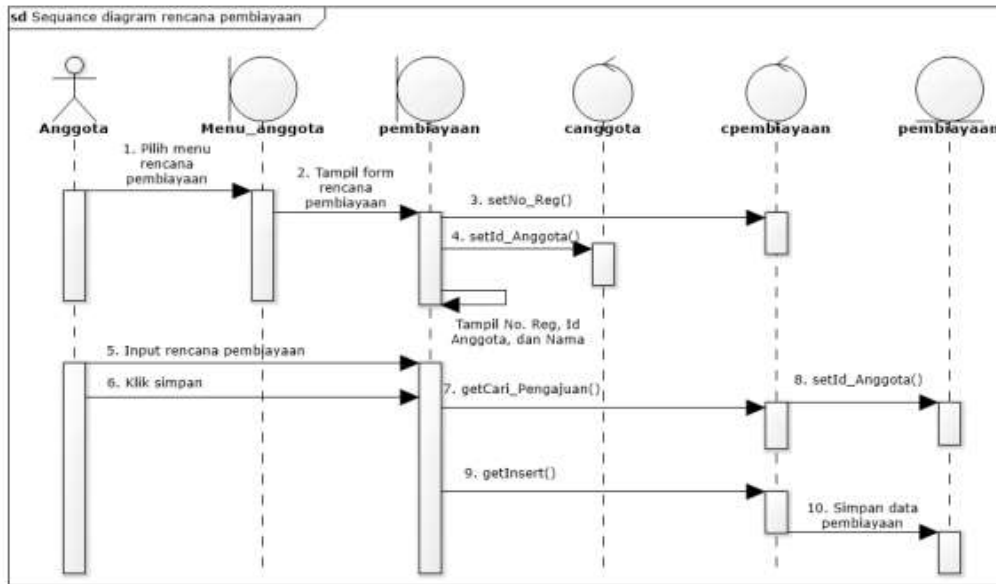 sd Sequance diagram rencana pembiayaan
Anggota
Menu_anggota
pembiayaan
canggota
cpembiayaan
pembiayaan
1. Pilih menu
rencana
pembiayaan
2. Tampil form
rencana
pembiayaan
3. setNo_Reg()
4. setId_Anggota()
Tampil No. Reg, Id
Anggota, dan Nama
5. Input rencana pembiayaan
6. Klik simpan
7. getCari_Pengajuan()
8. setId_Anggota()
9. getInsert()
10. Simpan data
pembiayaan